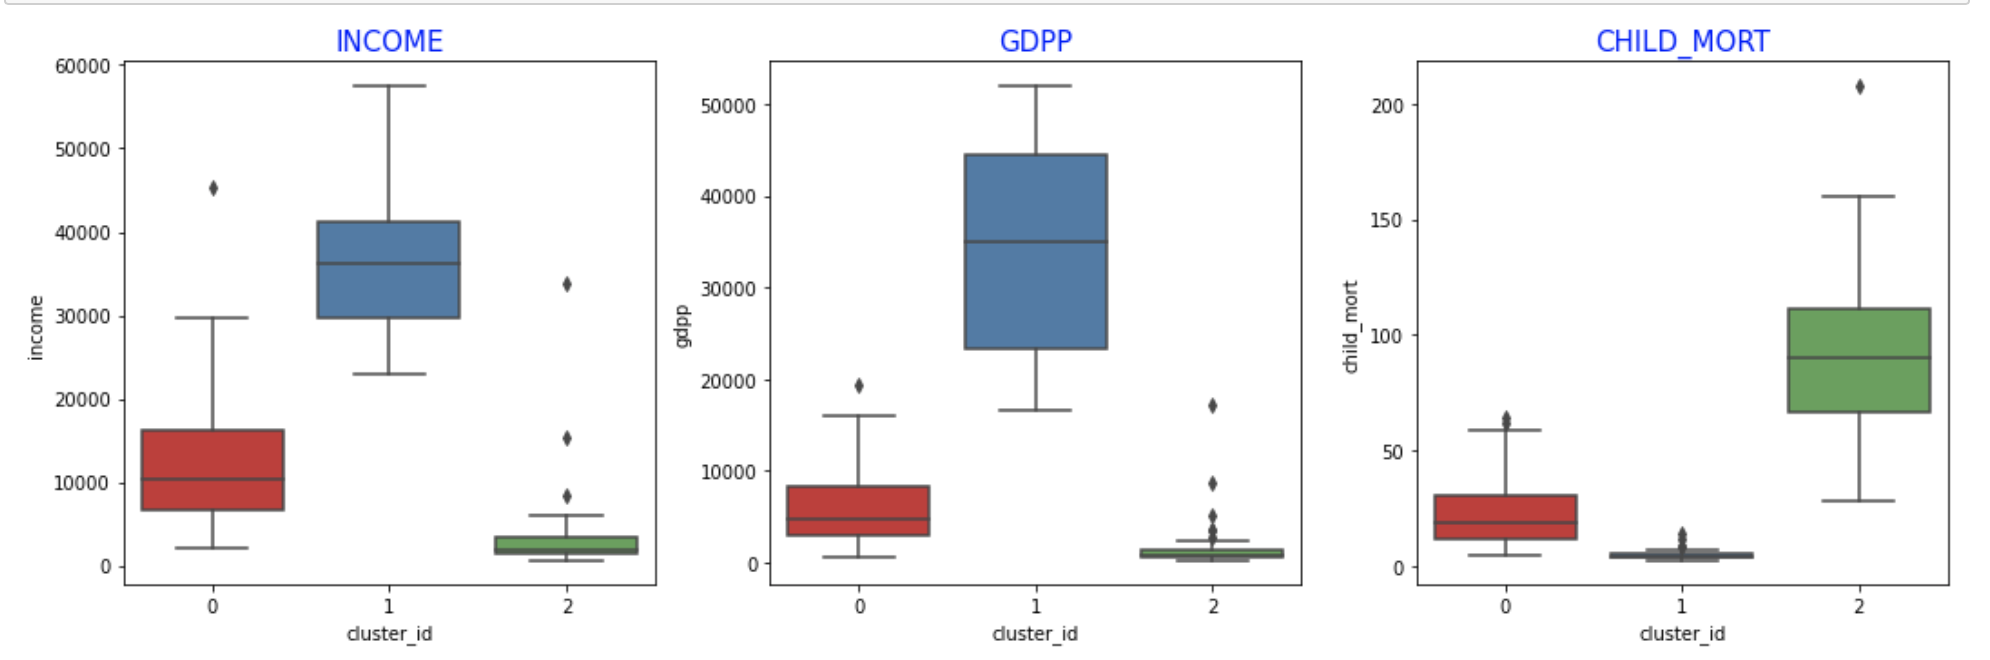 INCOME
60000
50000
40000
30000
20000
10000
0
income
0 1 2
cluster_id
GDPP
50000
40000
30000
20000
10000
0
gdpp
0 1 2
cluster_id
CHILD_MORT
200
150
100
50
0
child_mort
0 1 2
cluster_id